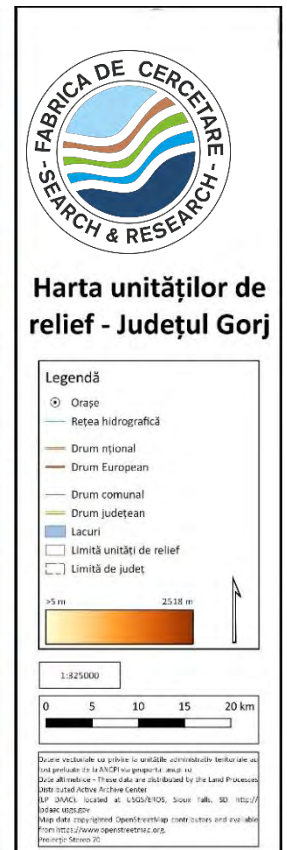 FABRICA DE CERCETARE
- SEARCH & RESEARCH -
Harta unităților de
relief - Județul Gorj
Legendă
Orașe
Rețea hidrografică
Drum nțional
Drum European
Drum comunal
Drum județean
Lacuri
Limită unități de relief
Limită de județ
>5 m 2518 m
1:325000
0 5 10 15 20 km
Datele vectoriale cu privire la unitățile administrativ teritoriale au
fost preluate de la ANCPI via geoportal ancpi ro
Date altimetrice - These data are distributed by the Land Processes
Distributed Active Archive Center
(LP DAAC), located at USGS/EROS, Sioux Falls, SD. http://
lpdaac.usgs.gov
Map data copyrighted OpenStreetMap contributors and available
from https://www.openstreetmap.org.
Proiecție Stereo 70